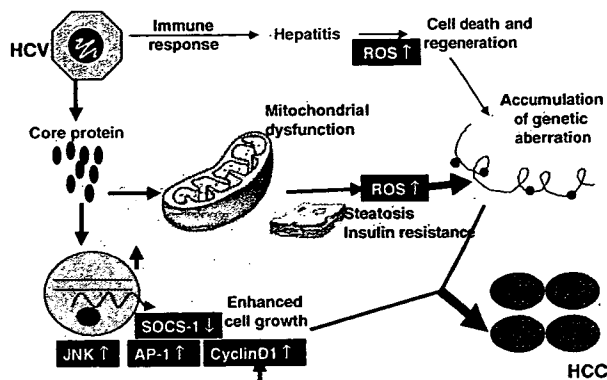 HCV
Immune
response
Hepatitis
ROS ↑
Cell death and
regeneration
Core protein
Mitochondrial
dysfunction
Accumulation
of genetic
aberration
ROS ↑
Steatosis
Insulin resistance
SOCS-1 ↓
Enhanced
cell growth
JNK ↑
AP-1 ↑
CyclinD1 ↑
HCC